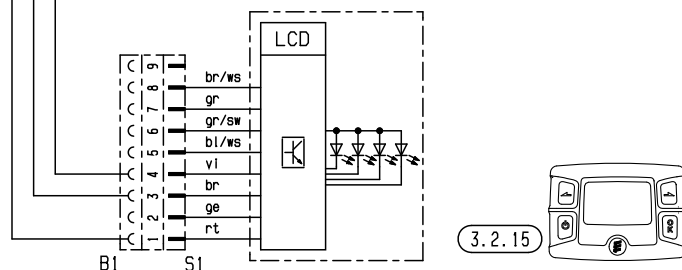 LCD
9
8 br/ws
7 gr
6 gr/sw
5 bl/ws
4 vi
3 br
2 ge
1 rt
B1 S1
3.2.15
OK